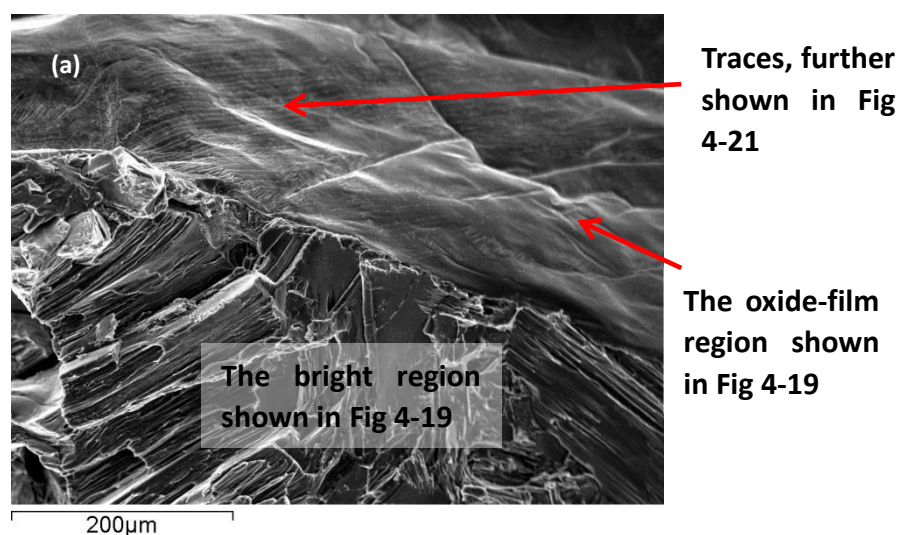 (a)
Traces, further
shown in Fig
4-21
The oxide-film
region shown
in Fig 4-19
The bright region
shown in Fig 4-19
200µm